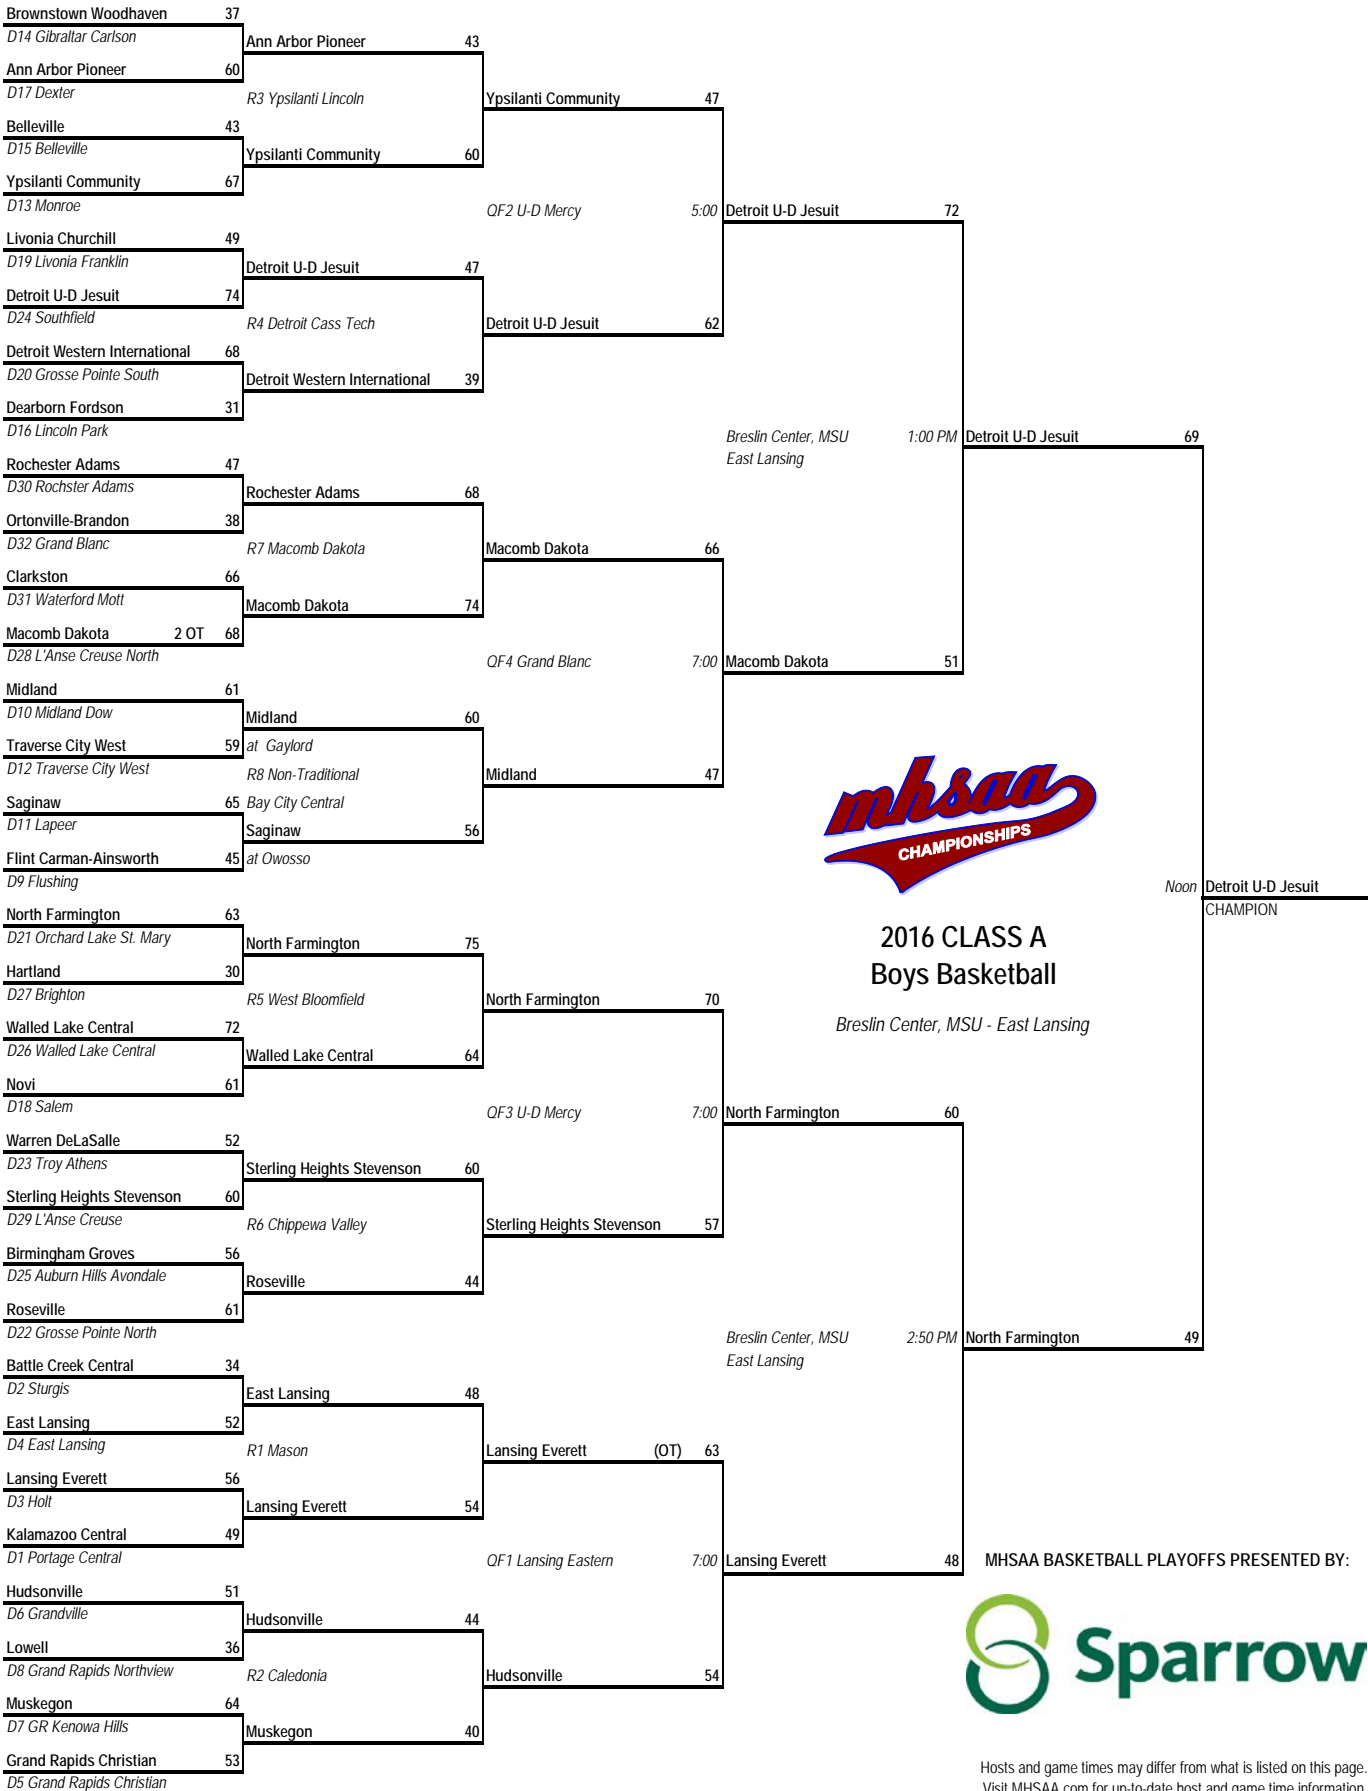 Brownstown Woodhaven 37
D14 Gibraltar Carlson
Ann Arbor Pioneer 43
Ann Arbor Pioneer 60
D17 Dexter
R3 Ypsilanti Lincoln
Ypsilanti Community 47
Belleville 43
D15 Belleville
Ypsilanti Community 60
Ypsilanti Community 67
D13 Monroe
QF2 U-D Mercy 5:00 Detroit U-D Jesuit 72
Livonia Churchill 49
D19 Livonia Franklin
Detroit U-D Jesuit 47
Detroit U-D Jesuit 74
D24 Southfield
R4 Detroit Cass Tech
Detroit U-D Jesuit 62
Detroit Western International 68
D20 Grosse Pointe South
Detroit Western International 39
Dearborn Fordson 31
D16 Lincoln Park
Breslin Center, MSU 1:00 PM Detroit U-D Jesuit 69
East Lansing
Rochester Adams 47
D30 Rochster Adams
Rochester Adams 68
Ortonville-Brandon 38
D32 Grand Blanc
R7 Macomb Dakota
Macomb Dakota 66
Clarkston 66
D31 Waterford Mott
Macomb Dakota 74
Macomb Dakota 2 OT 68
D28 L'Anse Creuse North
QF4 Grand Blanc 7:00 Macomb Dakota 51
Midland 61
D10 Midland Dow
Midland 60
Traverse City West 59 at Gaylord
D12 Traverse City West
R8 Non-Traditional
Midland 47
Saginaw 65 Bay City Central
D11 Lapeer
Saginaw 56
Flint Carman-Ainsworth 45 at Owosso
D9 Flushing
mhsaa
CHAMPIONSHIPS
Noon Detroit U-D Jesuit
CHAMPION
2016 CLASS A
Boys Basketball
Breslin Center, MSU - East Lansing
North Farmington 63
D21 Orchard Lake St. Mary
North Farmington 75
Hartland 30
D27 Brighton
R5 West Bloomfield
North Farmington 70
Walled Lake Central 72
D26 Walled Lake Central
Walled Lake Central 64
Novi 61
D18 Salem
QF3 U-D Mercy 7:00 North Farmington 60
Warren DeLaSalle 52
D23 Troy Athens
Sterling Heights Stevenson 60
Sterling Heights Stevenson 60
D29 L'Anse Creuse
R6 Chippewa Valley
Sterling Heights Stevenson 57
Birmingham Groves 56
D25 Auburn Hills Avondale
Roseville 44
Roseville 61
D22 Grosse Pointe North
Breslin Center, MSU 2:50 PM North Farmington 49
East Lansing
Battle Creek Central 34
D2 Sturgis
East Lansing 48
East Lansing 52
D4 East Lansing
R1 Mason
Lansing Everett (OT) 63
Lansing Everett 56
D3 Holt
Lansing Everett 54
Kalamazoo Central 49
D1 Portage Central
QF1 Lansing Eastern 7:00 Lansing Everett 48
Hudsonville 51
D6 Grandville
Hudsonville 44
Lowell 36
D8 Grand Rapids Northview
R2 Caledonia
Hudsonville 54
Muskegon 64
D7 GR Kenowa Hills
Muskegon 40
Grand Rapids Christian 53
D5 Grand Rapids Christian
MHSAA BASKETBALL PLAYOFFS PRESENTED BY:
Sparrow
Hosts and game times may differ from what is listed on this page.
Visit MHSAA.com for up-to-date host and game time information.